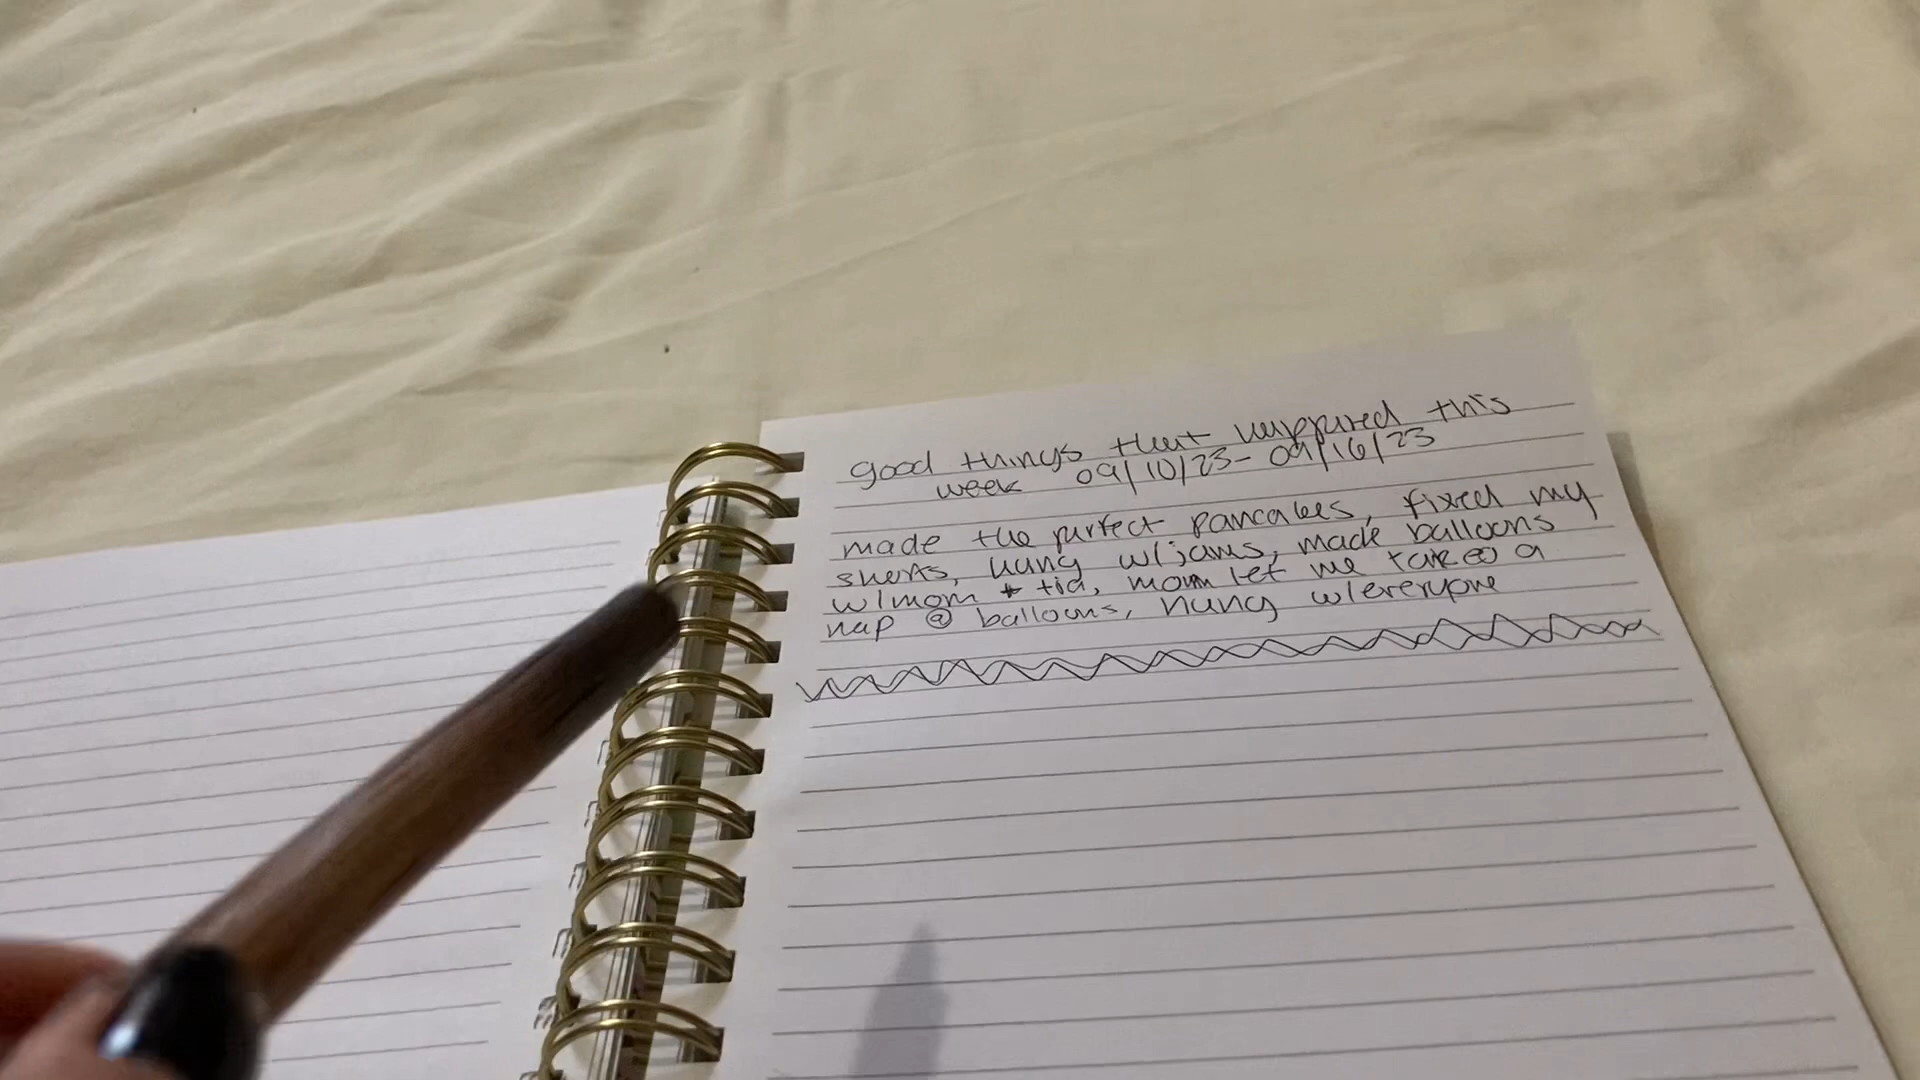 good things that happened this
week 09/10/23 - 09/16/23
made the perfect pancakes, fixed my
shorts, hung w/jams, made balloons
w/mom + tia, mom let me take a
nap @ balloons, hung w/everyone